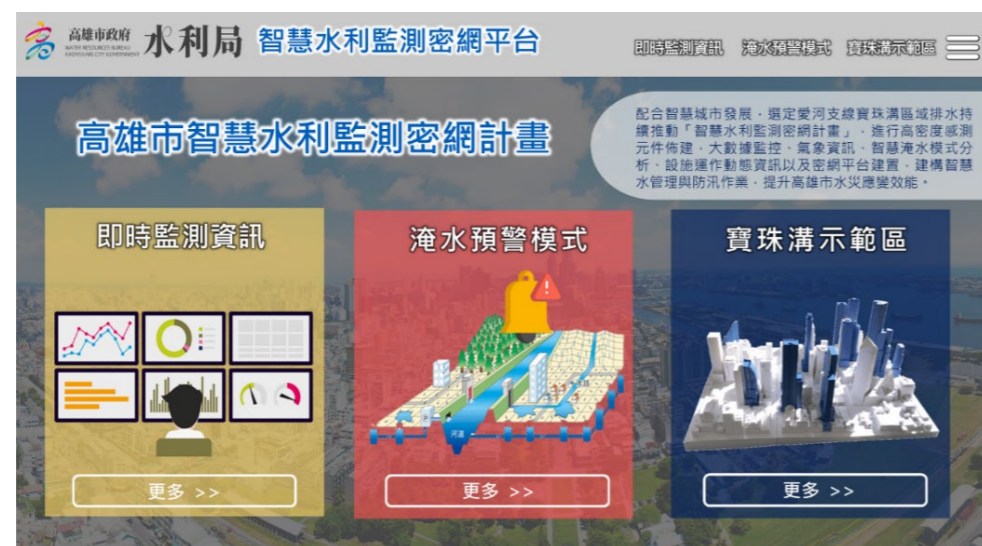 高雄市政府
WATER RESOURCES BUREAU
KAOHSIUNG CITY GOVERNMENT
水利局
智慧水利監測密網平台
即時監測資訊
淹水預警模式
寶珠溝示範區
高雄市智慧水利監測密網計畫
配合智慧城市發展，選定愛河支線寶珠溝區域排水持
續推動「智慧水利監測密網計畫」，進行高密度感測
元件佈建、大數據監控、氣象資訊、智慧淹水模式分
析、設施運作動態資訊以及密網平台建置，建構智慧
水管理與防汛作業，提升高雄市水災應變效能。
即時監測資訊
更多 >>
淹水預警模式
河道
更多 >>
寶珠溝示範區
更多 >>